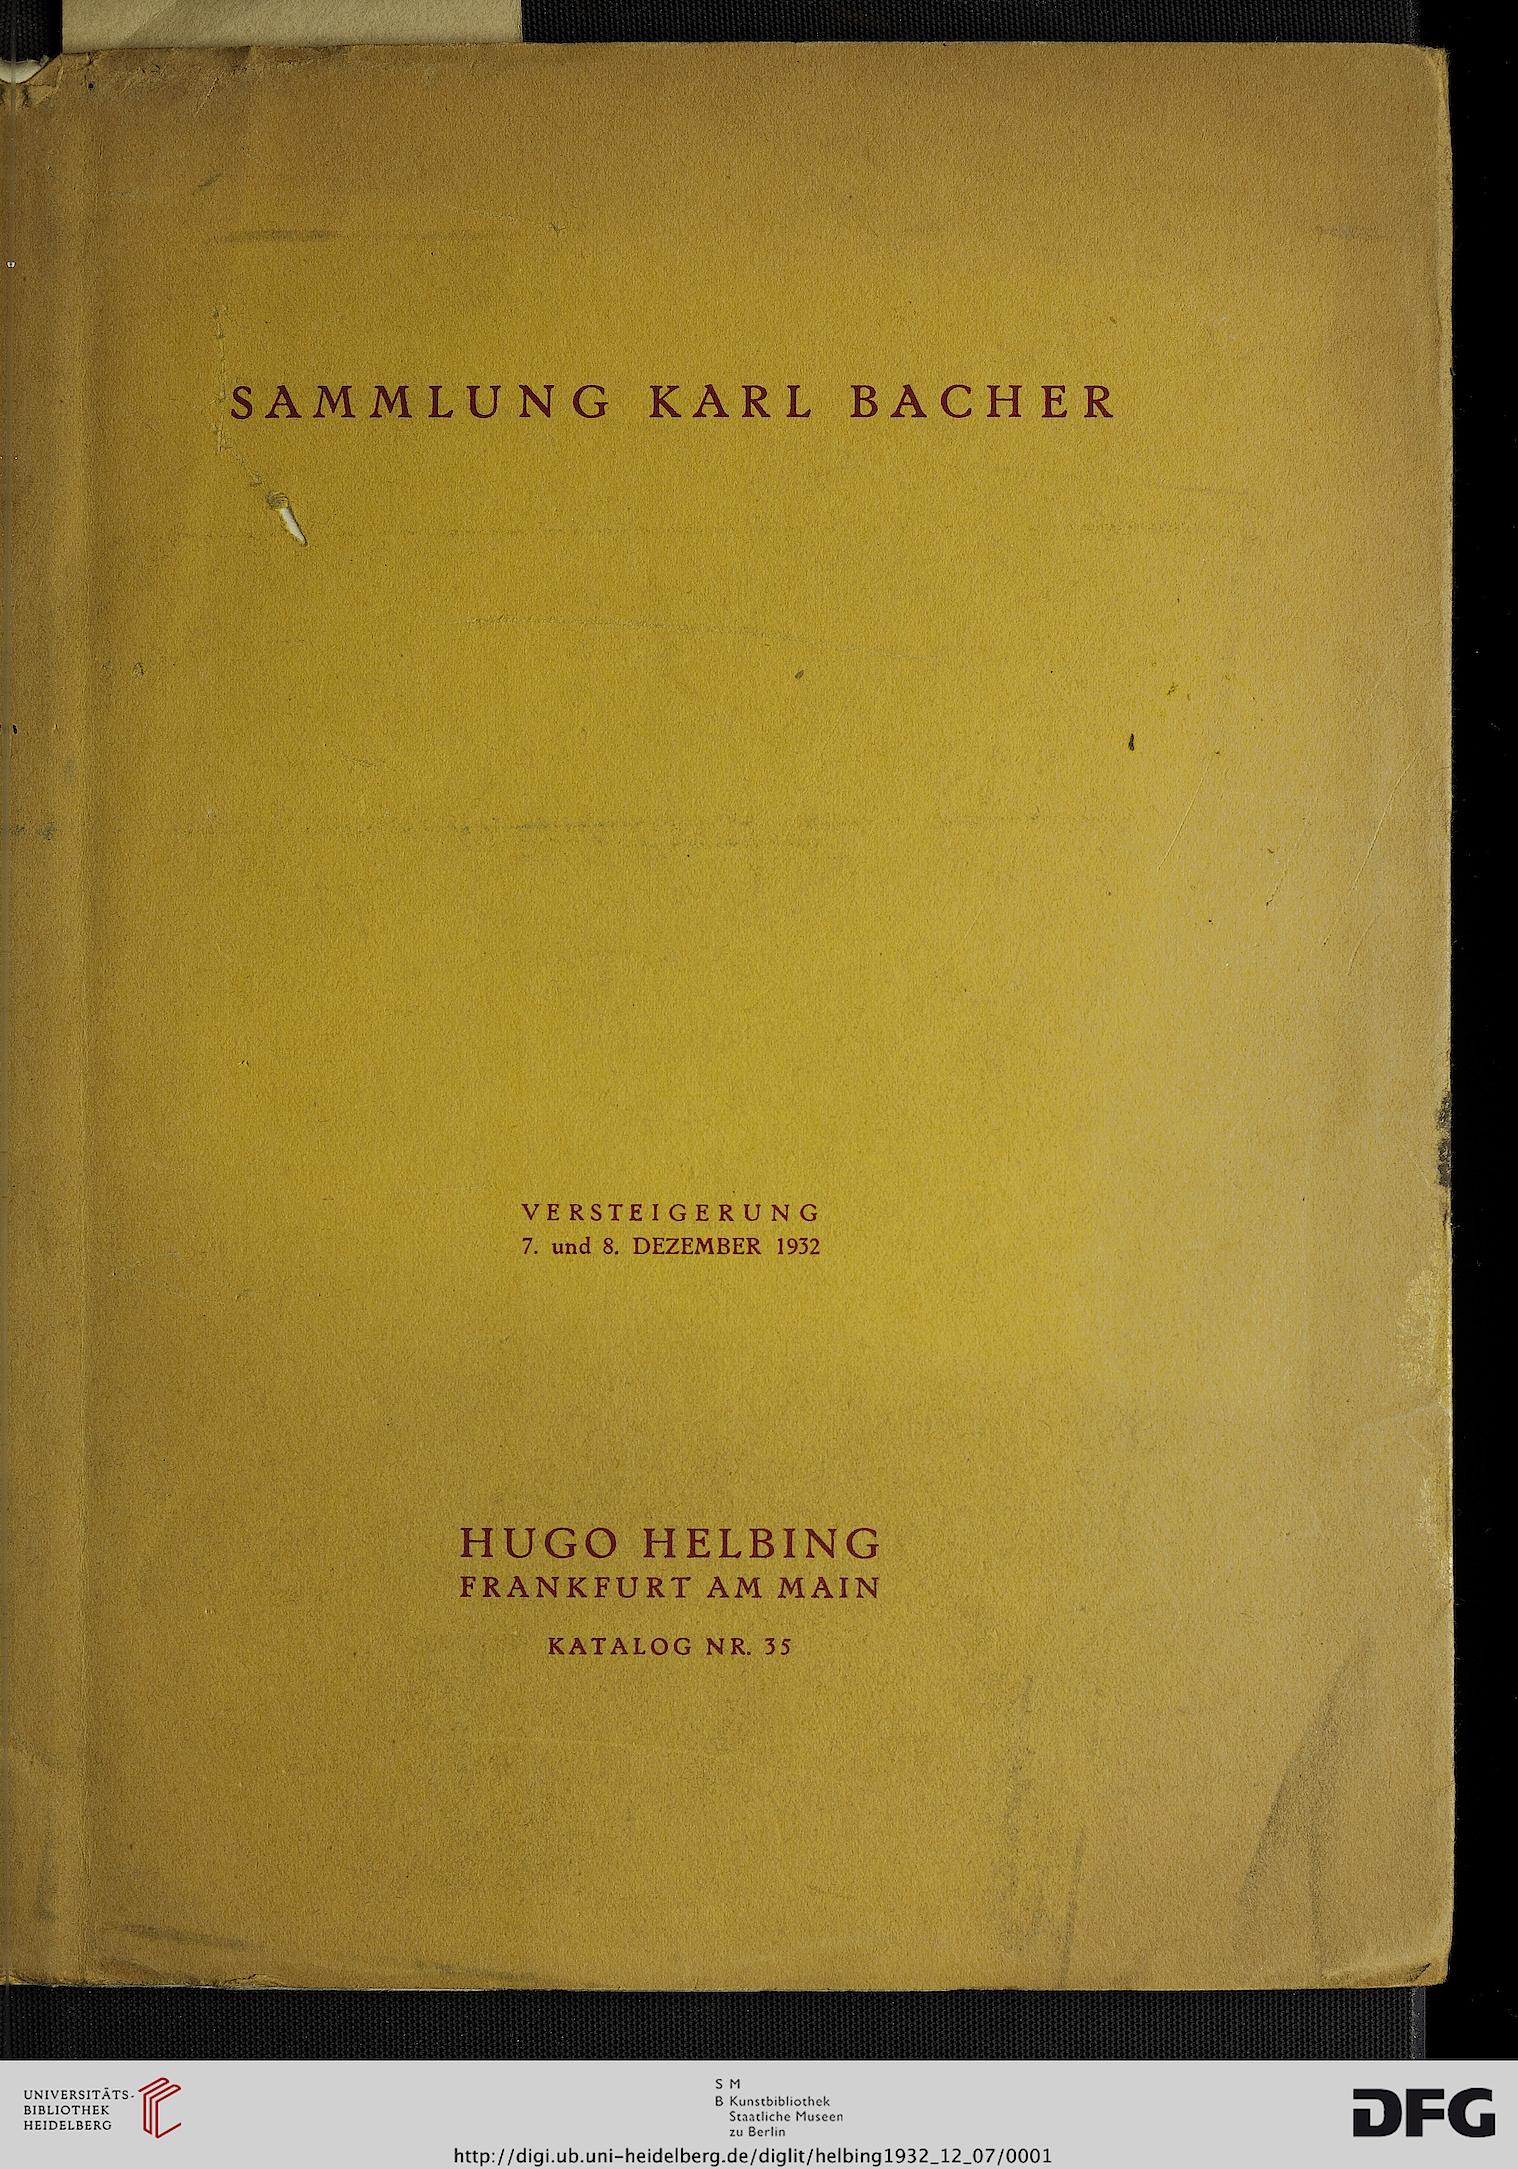 SAMMLUNG KARL BACHER
VERSTEIGERUNG
7. und 8. DEZEMBER 1932
HUGO HELBING
FRANKFURT AM MAIN
KATALOG NR. 35
UNIVERSITÄTS-
BIBLIOTHEK
HEIDELBERG
S M
B Kunstbibliothek
Staatliche Museen
zu Berlin
http://digi.ub.uni-heidelberg.de/diglit/helbing1932_12_07/0001
DFG